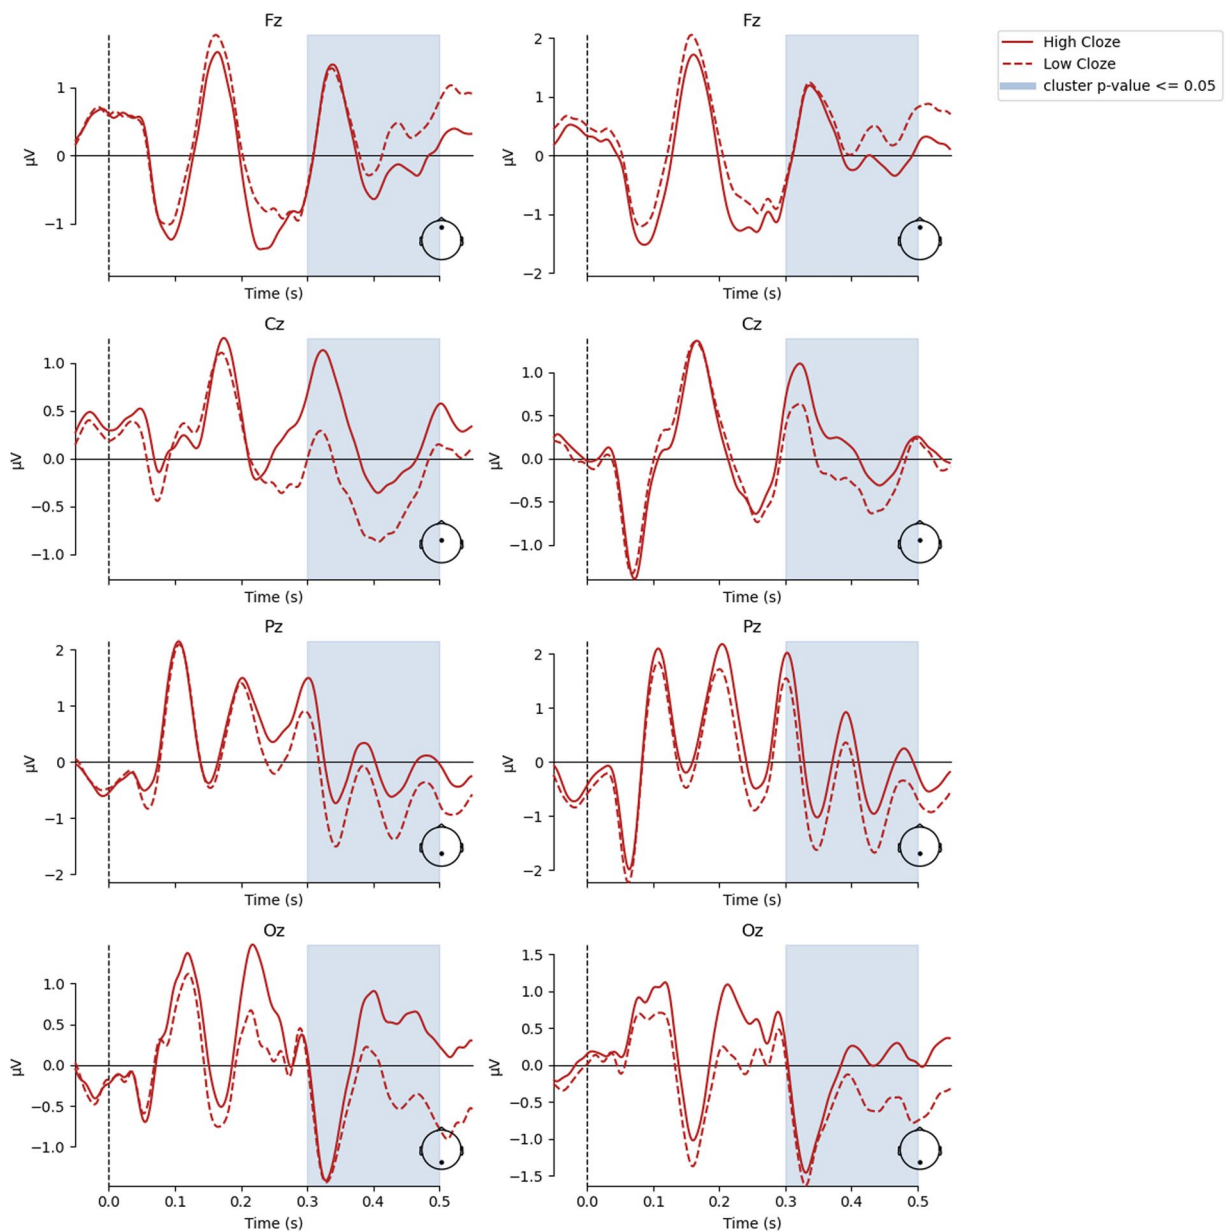 Fz
Fz
High Cloze
Low Cloze
cluster p-value <= 0.05
1
0
−1
µV
Time (s)
2
1
0
−1
−2
µV
Time (s)
Cz
Cz
1.0
0.5
0.0
−0.5
−1.0
µV
Time (s)
1.0
0.5
0.0
−0.5
−1.0
µV
Time (s)
Pz
Pz
2
1
0
−1
−2
µV
Time (s)
2
1
0
−1
−2
µV
Time (s)
Oz
Oz
1.0
0.5
0.0
−0.5
−1.0
µV
0.0 0.1 0.2 0.3 0.4 0.5
Time (s)
1.5
1.0
0.5
0.0
−0.5
−1.0
−1.5
µV
0.0 0.1 0.2 0.3 0.4 0.5
Time (s)